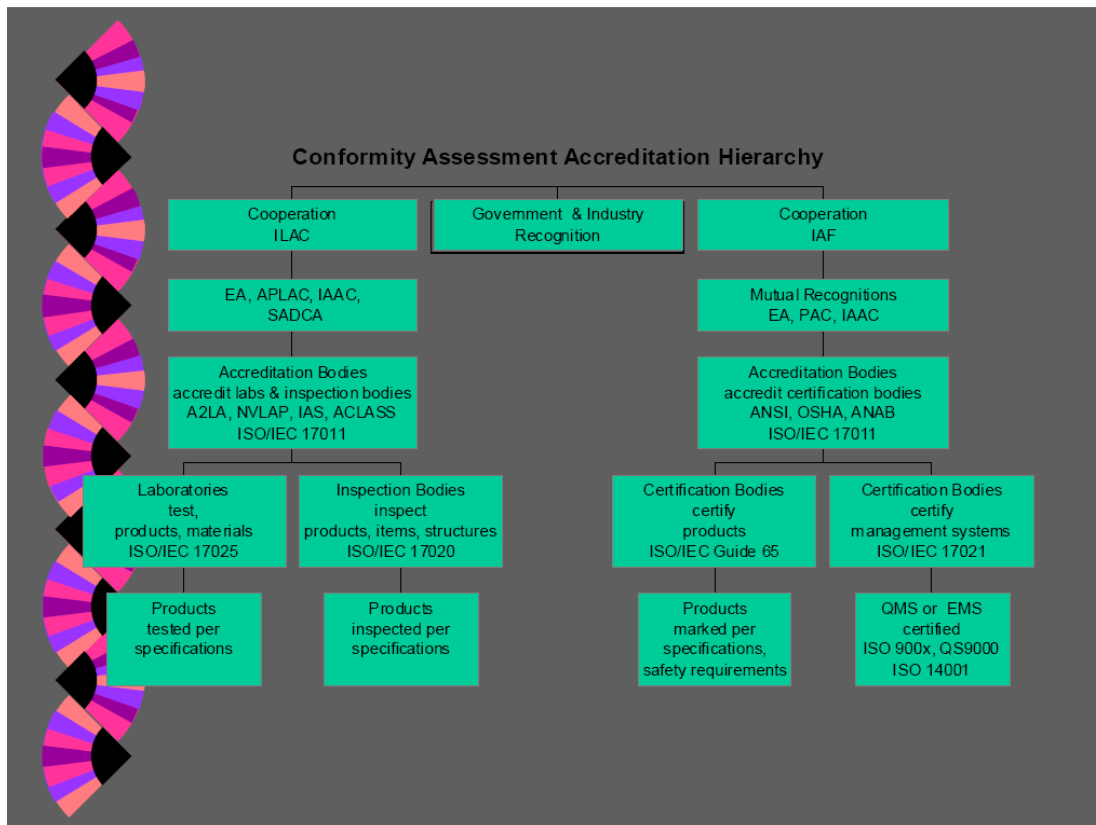 Conformity Assessment Accreditation Hierarchy
Cooperation
ILAC
Government & Industry
Recognition
Cooperation
IAF
EA, APLAC, IAAC,
SADCA
Mutual Recognitions
EA, PAC, IAAC
Accreditation Bodies
accredit labs & inspection bodies
A2LA, NVLAP, IAS, ACLASS
ISO/IEC 17011
Accreditation Bodies
accredit certification bodies
ANSI, OSHA, ANAB
ISO/IEC 17011
Laboratories
test,
products, materials
ISO/IEC 17025
Inspection Bodies
inspect
products, items, structures
ISO/IEC 17020
Certification Bodies
certify
products
ISO/IEC Guide 65
Certification Bodies
certify
management systems
ISO/IEC 17021
Products
tested per
specifications
Products
inspected per
specifications
Products
marked per
specifications,
safety requirements
QMS or EMS
certified
ISO 900x, QS9000
ISO 14001